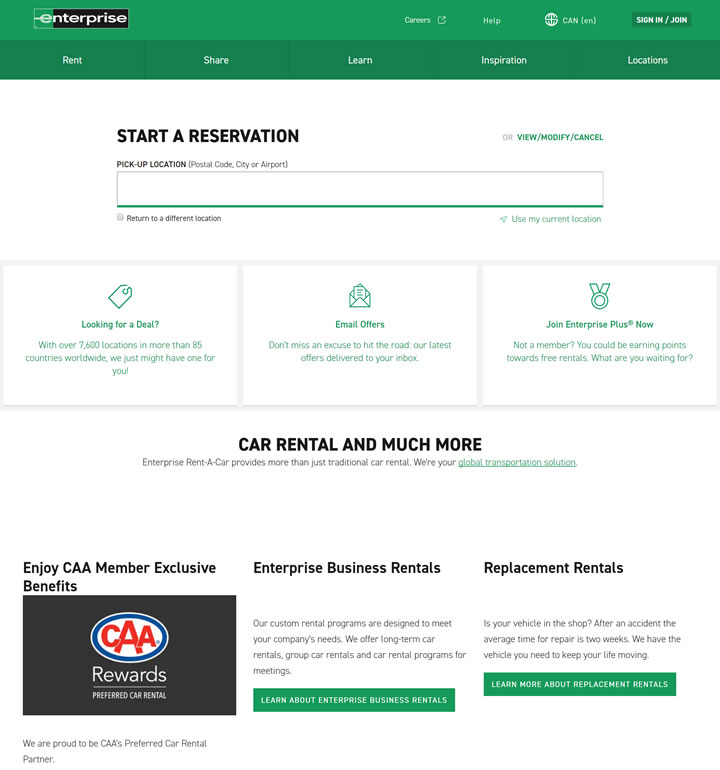 enterprise
Careers
Help
CAN (en)
SIGN IN / JOIN
Rent
Share
Learn
Inspiration
Locations
START A RESERVATION
OR VIEW/MODIFY/CANCEL
PICK-UP LOCATION (Postal Code, City or Airport)
Return to a different location
Use my current location
Looking for a Deal?
With over 7,600 locations in more than 85
countries worldwide, we just might have one for
you!
Email Offers
Don't miss an excuse to hit the road: our latest
offers delivered to your inbox.
Join Enterprise Plus® Now
Not a member? You could be earning points
towards free rentals. What are you waiting for?
CAR RENTAL AND MUCH MORE
Enterprise Rent-A-Car provides more than just traditional car rental. We're your global transportation solution.
Enjoy CAA Member Exclusive
Benefits
CAA
Rewards
PREFERRED CAR RENTAL
We are proud to be CAA's Preferred Car Rental
Partner.
Enterprise Business Rentals
Our custom rental programs are designed to meet
your company's needs. We offer long-term car
rentals, group car rentals and car rental programs for
meetings.
LEARN ABOUT ENTERPRISE BUSINESS RENTALS
Replacement Rentals
Is your vehicle in the shop? After an accident the
average time for repair is two weeks. We have the
vehicle you need to keep your life moving.
LEARN MORE ABOUT REPLACEMENT RENTALS